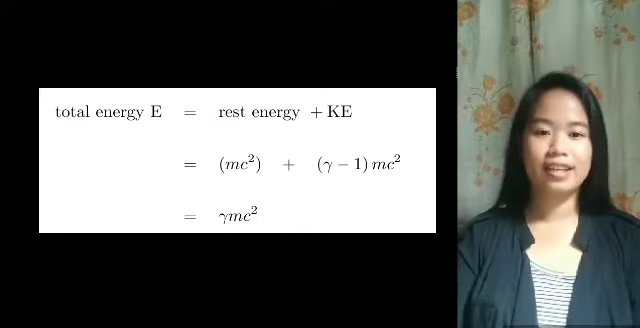 total energy E = rest energy + KE
= (mc²) + (γ − 1) mc²
= γmc²